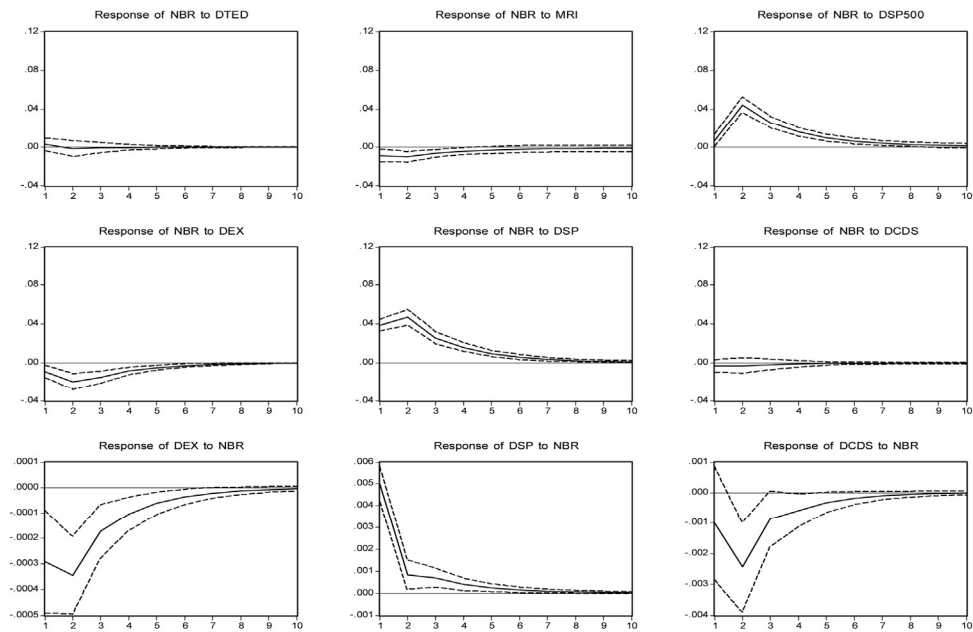 Response of NBR to DTED
.12
.08
.04
.00
-.04
1 2 3 4 5 6 7 8 9 10
Response of NBR to MRI
.12
.08
.04
.00
-.04
1 2 3 4 5 6 7 8 9 10
Response of NBR to DSP500
.12
.08
.04
.00
-.04
1 2 3 4 5 6 7 8 9 10
Response of NBR to DEX
.12
.08
.04
.00
-.04
1 2 3 4 5 6 7 8 9 10
Response of NBR to DSP
.12
.08
.04
.00
-.04
1 2 3 4 5 6 7 8 9 10
Response of NBR to DCDS
.12
.08
.04
.00
-.04
1 2 3 4 5 6 7 8 9 10
Response of DEX to NBR
.0001
.0000
-.0001
-.0002
-.0003
-.0004
-.0005
1 2 3 4 5 6 7 8 9 10
Response of DSP to NBR
.006
.005
.004
.003
.002
.001
.000
-.001
1 2 3 4 5 6 7 8 9 10
Response of DCDS to NBR
.001
.000
-.001
-.002
-.003
-.004
1 2 3 4 5 6 7 8 9 10